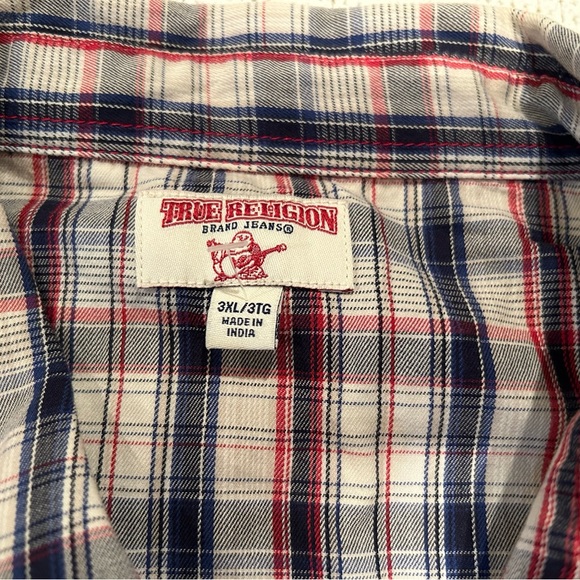 TRUE RELIGION
BRAND JEANS®
3XL/3TG
MADE IN
INDIA